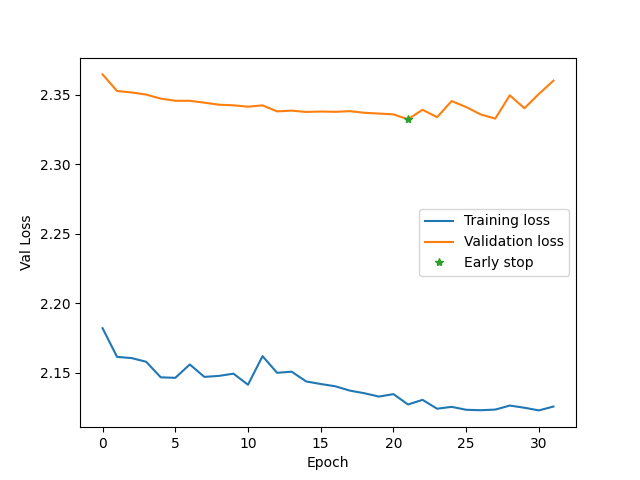 2.35
2.30
2.25
2.20
2.15
Val Loss
Training loss
Validation loss
Early stop
0 5 10 15 20 25 30
Epoch